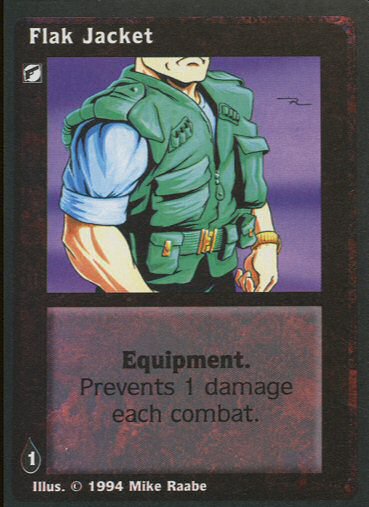 Flak Jacket
Equipment.
Prevents 1 damage
each combat.
1
Illus. © 1994 Mike Raabe